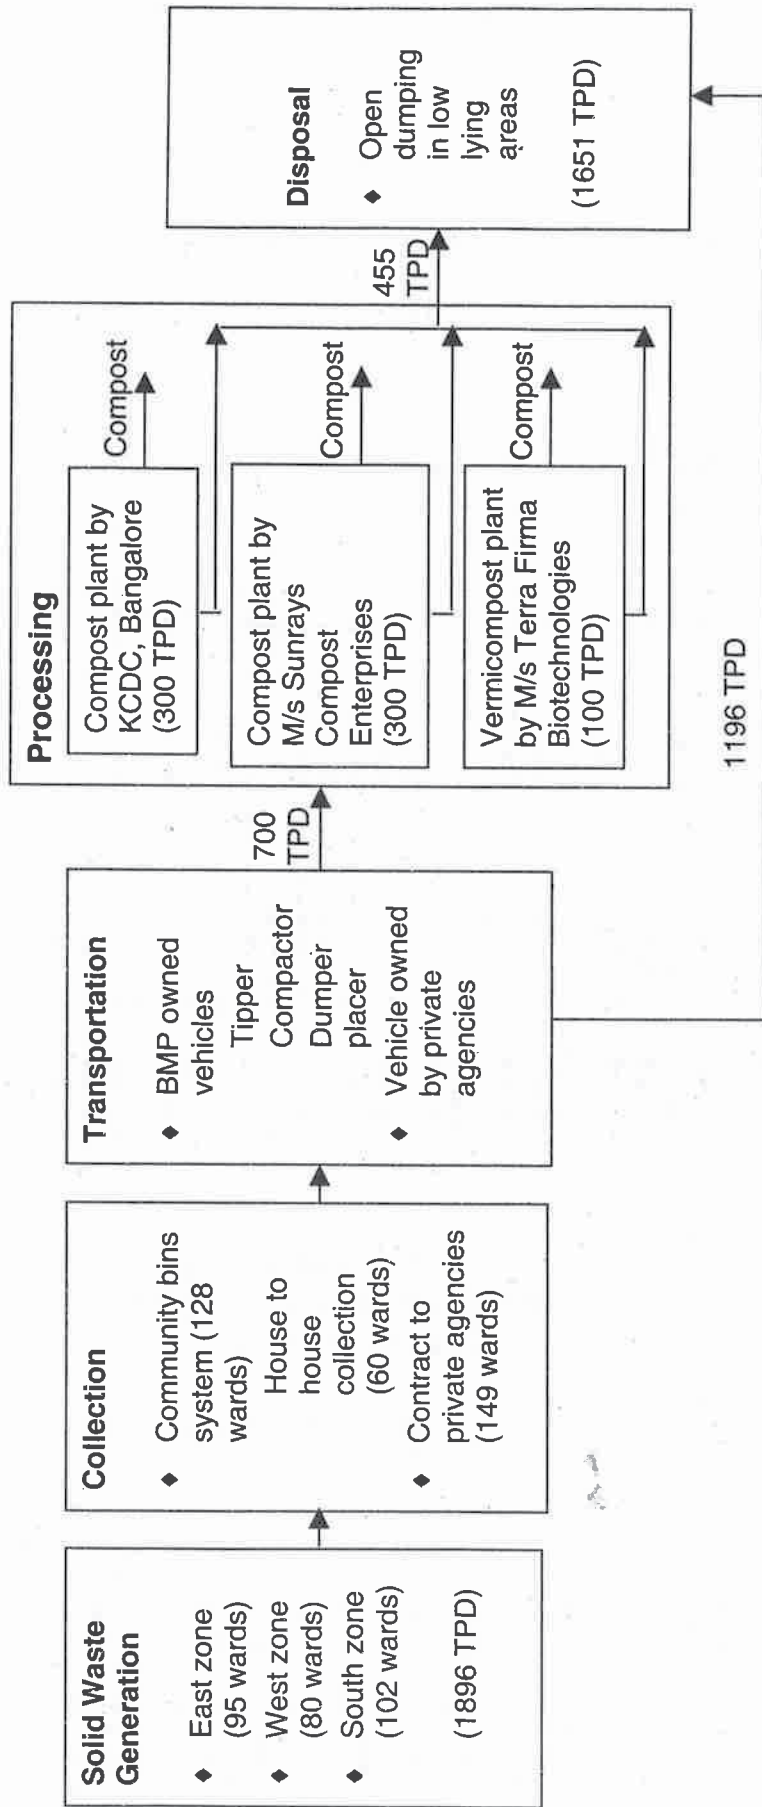 Solid Waste
Generation
♦ East zone
(95 wards)
♦ West zone
(80 wards)
♦ South zone
(102 wards)
(1896 TPD)
Collection
♦ Community bins
system (128
wards)
House to
house
collection
(60 wards)
♦ Contract to
private agencies
(149 wards)
Transportation
♦ BMP owned
vehicles
Tipper
Compactor
Dumper
placer
♦ Vehicle owned
by private
agencies
700
TPD
Processing
Compost plant by
KCDC, Bangalore
(300 TPD)
Compost
Compost plant by
M/s Sunrays
Compost
Enterprises
(300 TPD)
Compost
Vermicompost plant
by M/s Terra Firma
Biotechnologies
(100 TPD)
Compost
455
TPD
Disposal
♦ Open
dumping
in low
lying
areas
(1651 TPD)
1196 TPD